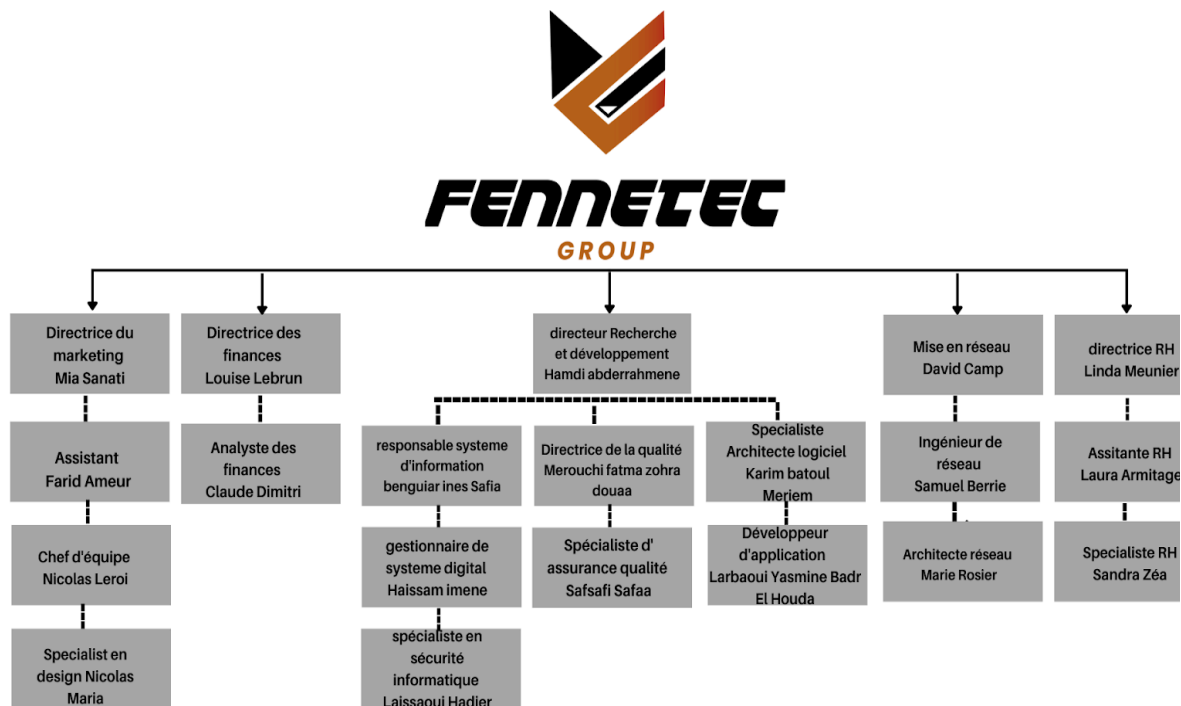 FENNETEC
GROUP
Directrice du
marketing
Mia Sanati
Directrice des
finances
Louise Lebrun
directeur Recherche
et développement
Hamdi abderrahmene
Mise en réseau
David Camp
directrice RH
Linda Meunier
Assistant
Farid Ameur
Analyste des
finances
Claude Dimitri
responsable systeme
d'information
benguiar ines Safia
Directrice de la qualité
Merouchi fatma zohra
douaa
Specialiste
Architecte logiciel
Karim batoul
Meriem
Ingénieur de
réseau
Samuel Berrie
Assitante RH
Laura Armitage
Chef d'équipe
Nicolas Leroi
gestionnaire de
systeme digital
Haissam imene
Spécialiste d'
assurance qualité
Safsafi Safaa
Développeur
d'application
Larbaoui Yasmine Badr
El Houda
Architecte réseau
Marie Rosier
Specialiste RH
Sandra Zéa
Specialist en
design Nicolas
Maria
spécialiste en
sécurité
informatique
Laissaoui Hadjer